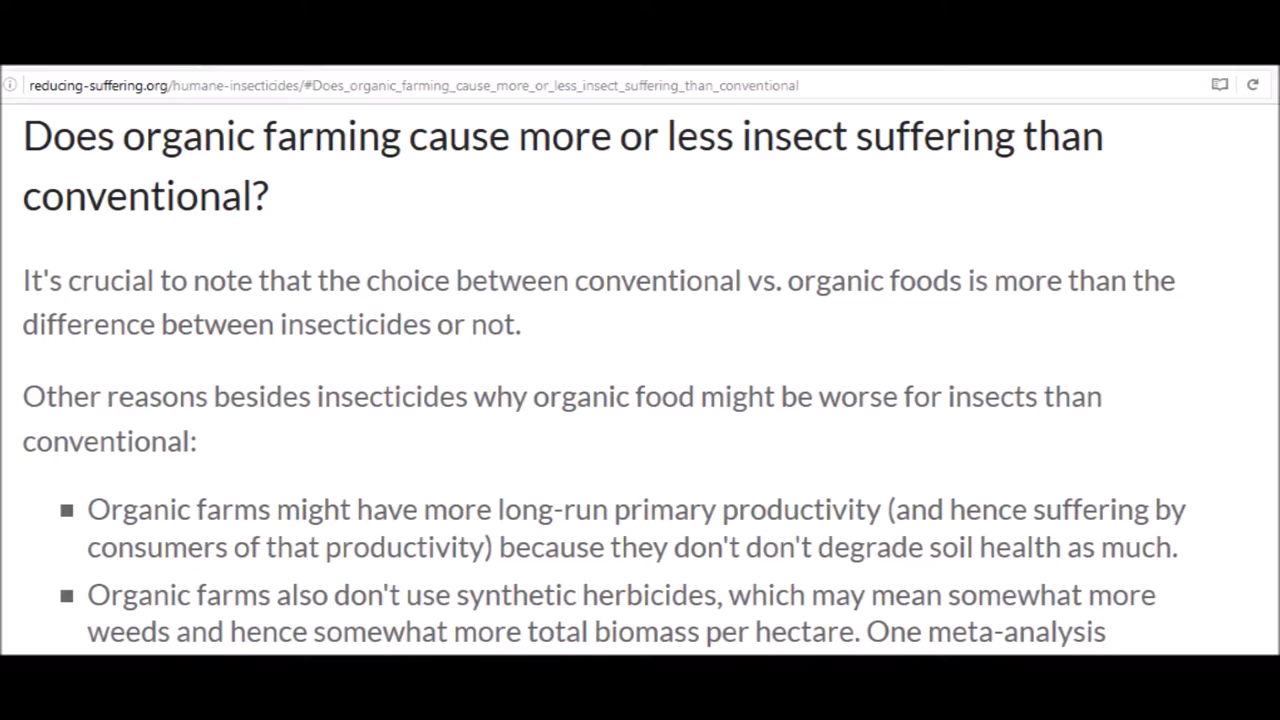 reducing-suffering.org/humane-insecticides/#Does_organic_farming_cause_more_or_less_insect_suffering_than_conventional
Does organic farming cause more or less insect suffering than
conventional?
It's crucial to note that the choice between conventional vs. organic foods is more than the
difference between insecticides or not.
Other reasons besides insecticides why organic food might be worse for insects than
conventional:
Organic farms might have more long-run primary productivity (and hence suffering by
consumers of that productivity) because they don't don't degrade soil health as much.
Organic farms also don't use synthetic herbicides, which may mean somewhat more
weeds and hence somewhat more total biomass per hectare. One meta-analysis